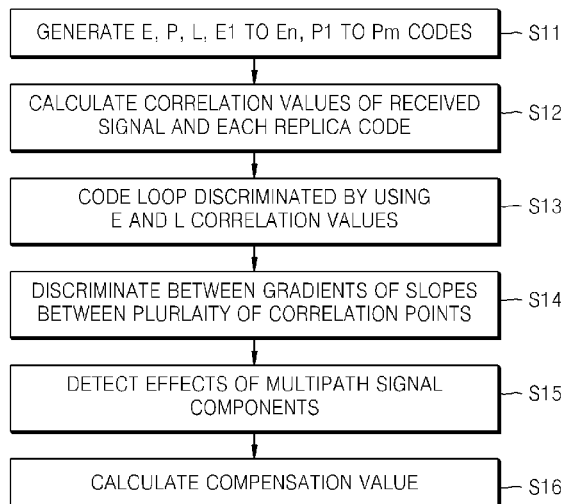 GENERATE E, P, L, E1 TO En, P1 TO Pm CODES
S11
CALCULATE CORRELATION VALUES OF RECEIVED
SIGNAL AND EACH REPLICA CODE
S12
CODE LOOP DISCRIMINATED BY USING
E AND L CORRELATION VALUES
S13
DISCRIMINATE BETWEEN GRADIENTS OF SLOPES
BETWEEN PLURLAITY OF CORRELATION POINTS
S14
DETECT EFFECTS OF MULTIPATH SIGNAL
COMPONENTS
S15
CALCULATE COMPENSATION VALUE
S16